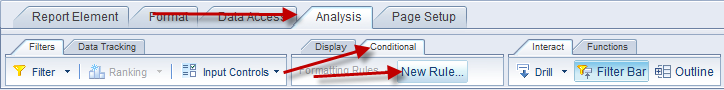 Report Element Format Data Access Analysis Page Setup
Filters Data Tracking Display Conditional Interact Functions
Filter Ranking Input Controls Formatting Rules New Rule... Drill Filter Bar Outline